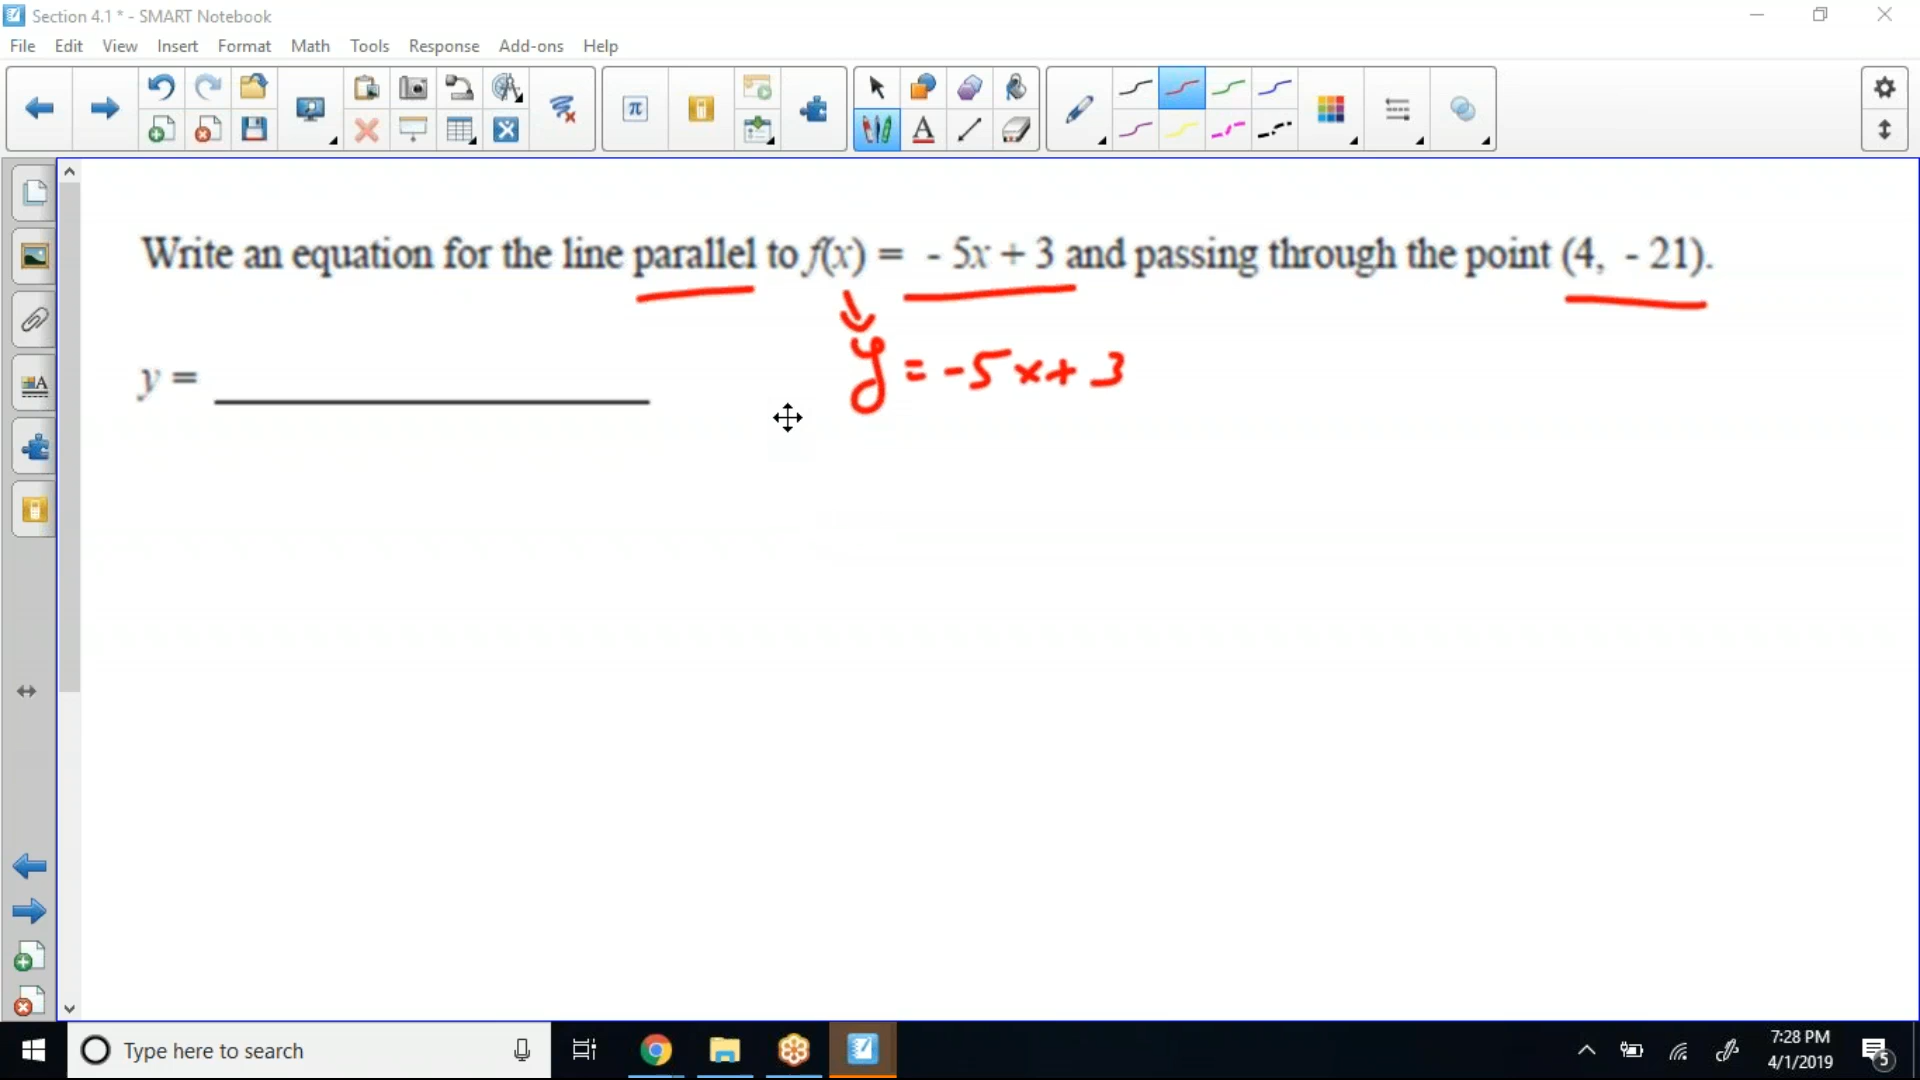 Section 4.1 * - SMART Notebook
File Edit View Insert Format Math Tools Response Add-ons Help
π
A
A
Write an equation for the line parallel to f(x) = - 5x + 3 and passing through the point (4, - 21).
y = -5x+3
y = ____________________
Type here to search
7:28 PM
4/1/2019
5